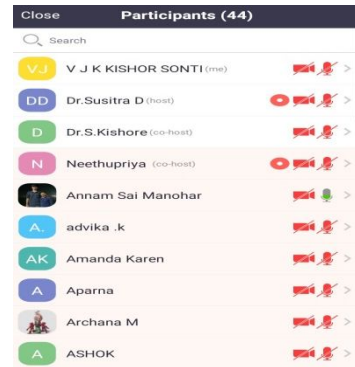 Close Participants (44)
Search
VJ V J K KISHOR SONTI (me)
DD Dr.Susitra D (host)
D Dr.S.Kishore (co-host)
N Neethupriya (co-host)
Annam Sai Manohar
A. advika .k
AK Amanda Karen
A Aparna
Archana M
A ASHOK